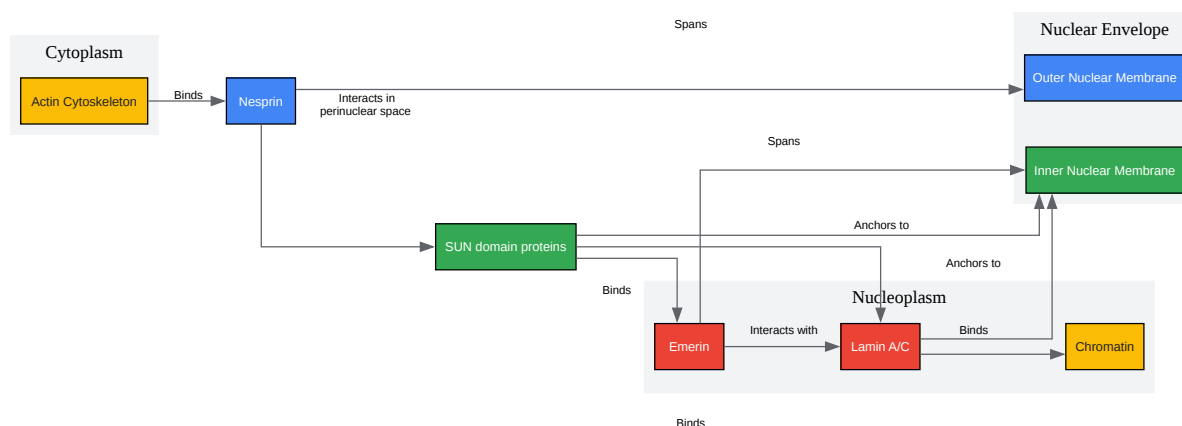 Spans
Nuclear Envelope
Cytoplasm
Outer Nuclear Membrane
Actin Cytoskeleton
Binds
Nesprin
Interacts in
perinuclear space
Spans
Inner Nuclear Membrane
Anchors to
SUN domain proteins
Anchors to
Binds
Nucleoplasm
Interacts with
Binds
Emerin
Lamin A/C
Chromatin
Binds